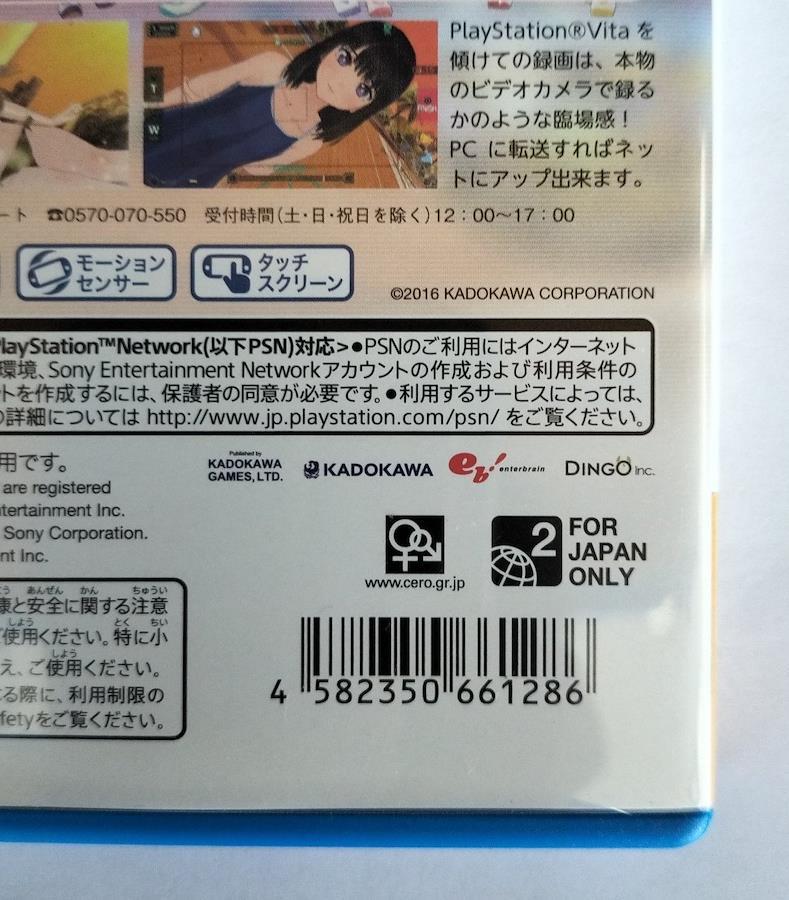 PlayStation®Vita を
傾けての録画は、本物
のビデオカメラで録る
かのような臨場感！
PC に転送すればネッ
トにアップ出来ます。
ート ☎0570-070-550 受付時間(土・日・祝日を除く)12：00～17：00
モーション
センサー
タッチ
スクリーン
©2016 KADOKAWA CORPORATION
PlayStation™Network(以下PSN)対応>●PSNのご利用にはインターネット
環境、Sony Entertainment Networkアカウントの作成および利用条件の
トを作成するには、保護者の同意が必要です。●利用するサービスによっては、
の詳細については http://www.jp.playstation.com/psn/ をご覧ください。
用です。
are registered
ntertainment Inc.
Sony Corporation.
nt Inc.
Published by
KADOKAWA
GAMES, LTD.
KADOKAWA
eb! enterbrain
DINGO Inc.
www.cero.gr.jp
2
FOR
JAPAN
ONLY
康と安全に関する注意
ご使用ください。特に小
え、ご使用ください。
る際に、利用制限の
fetyをご覧ください。
4 582350 661286